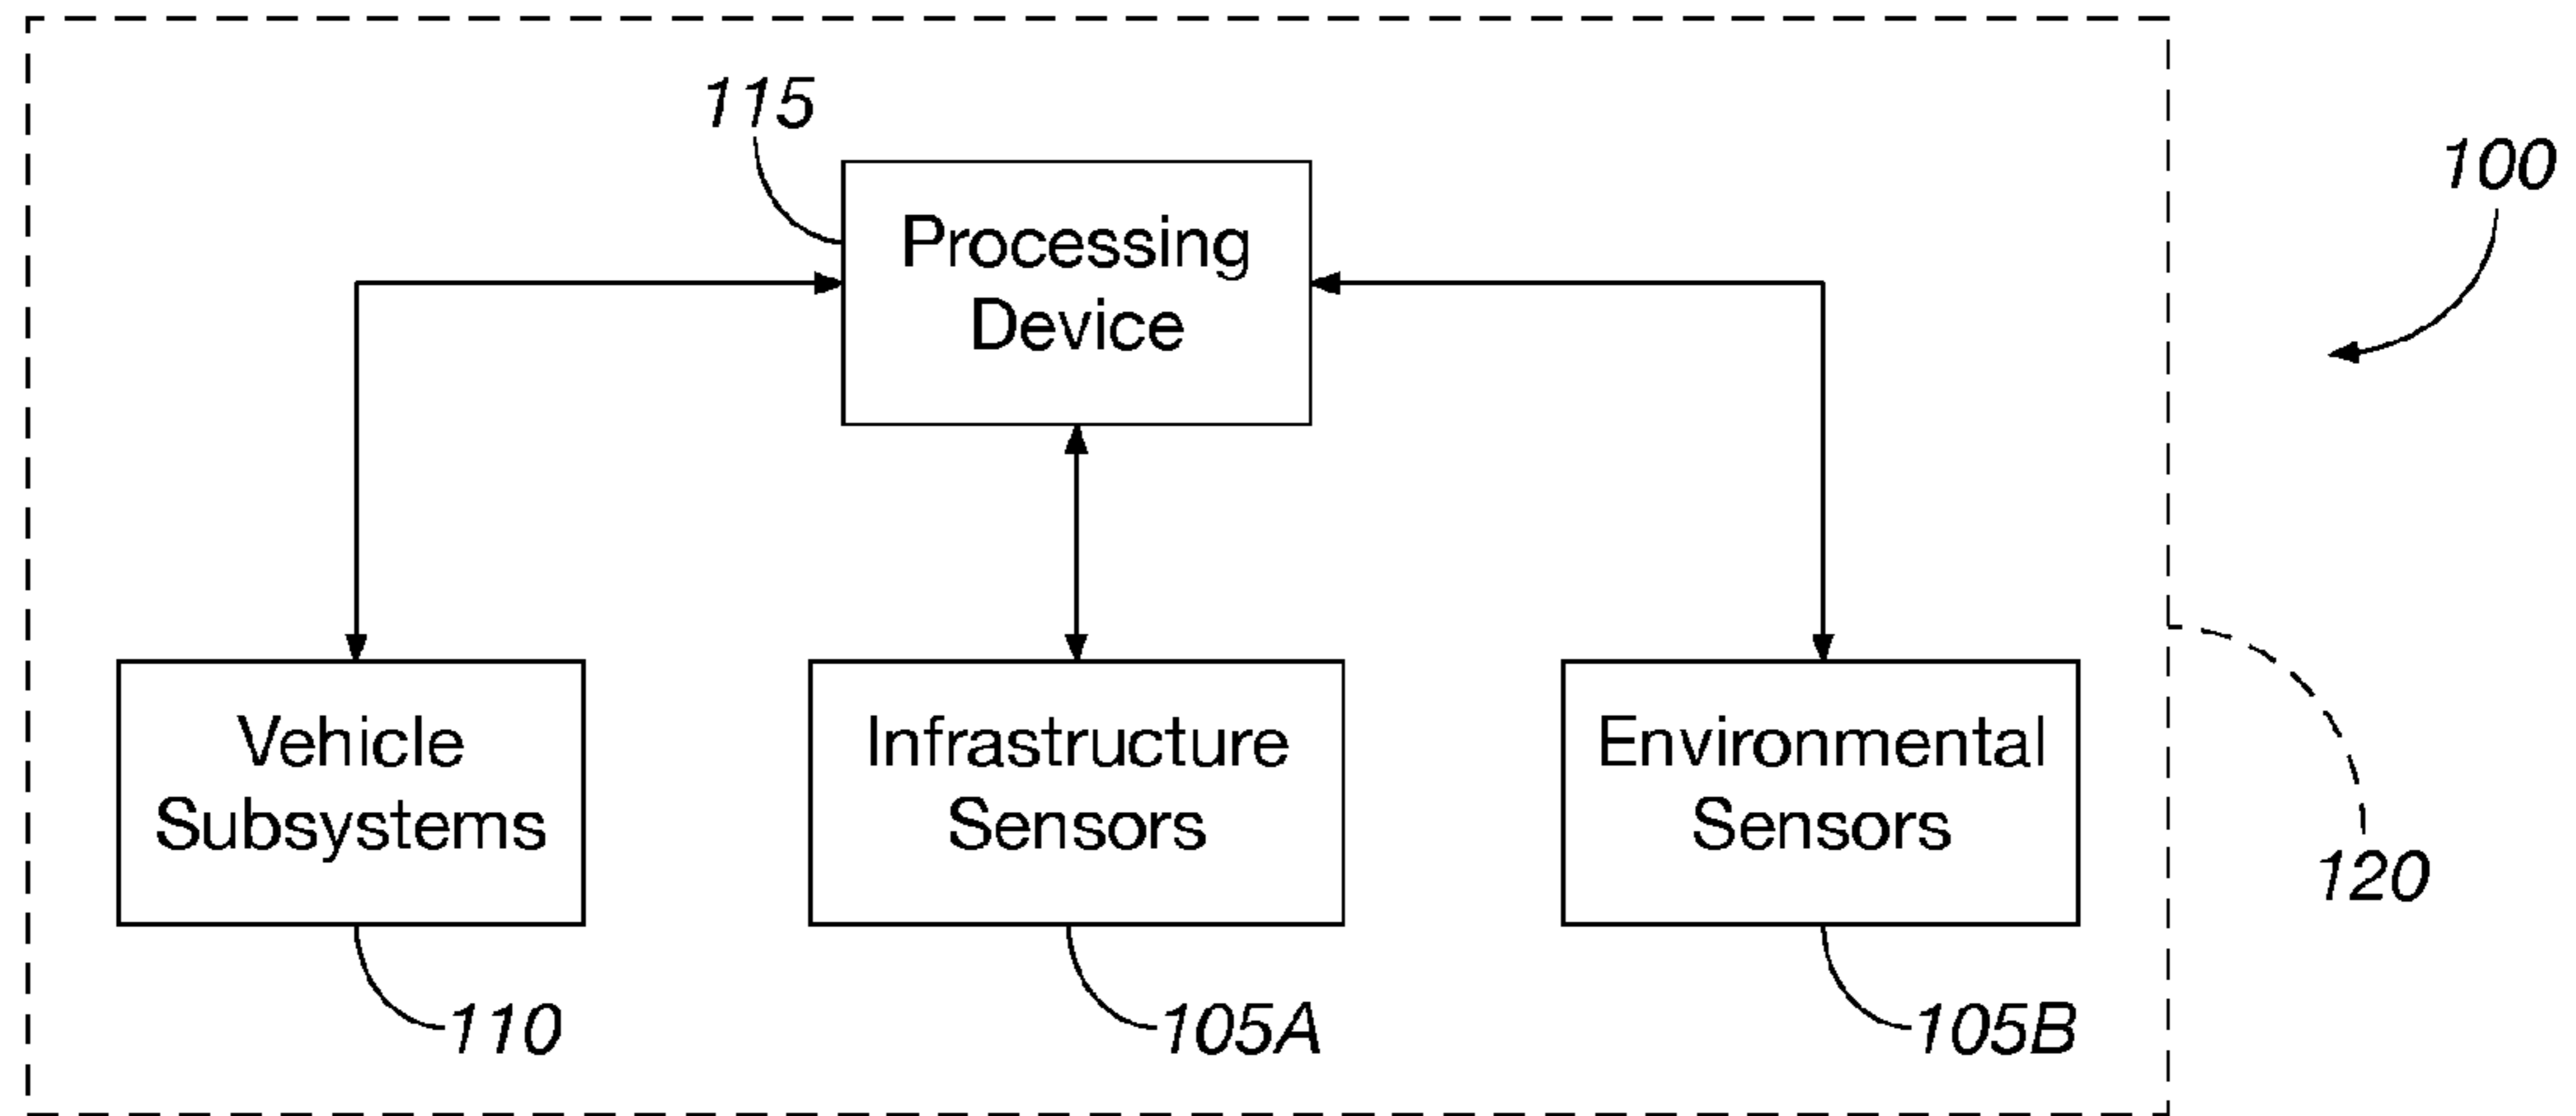 115
100
Processing
Device
Vehicle
Subsystems
Infrastructure
Sensors
Environmental
Sensors
120
110
105A
105B